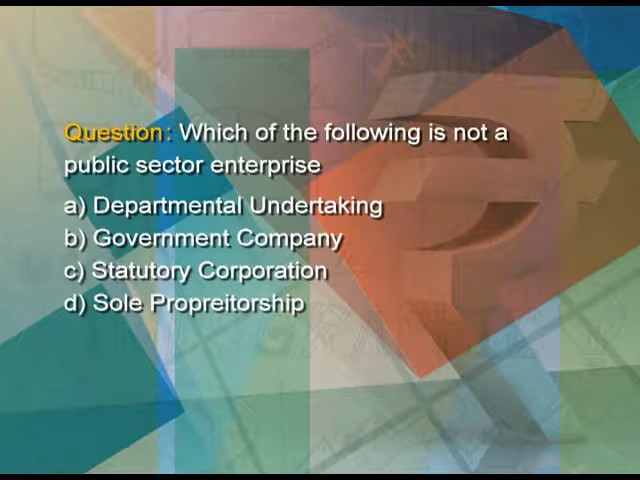 Question: Which of the following is not a
public sector enterprise
a) Departmental Undertaking
b) Government Company
c) Statutory Corporation
d) Sole Propreitorship